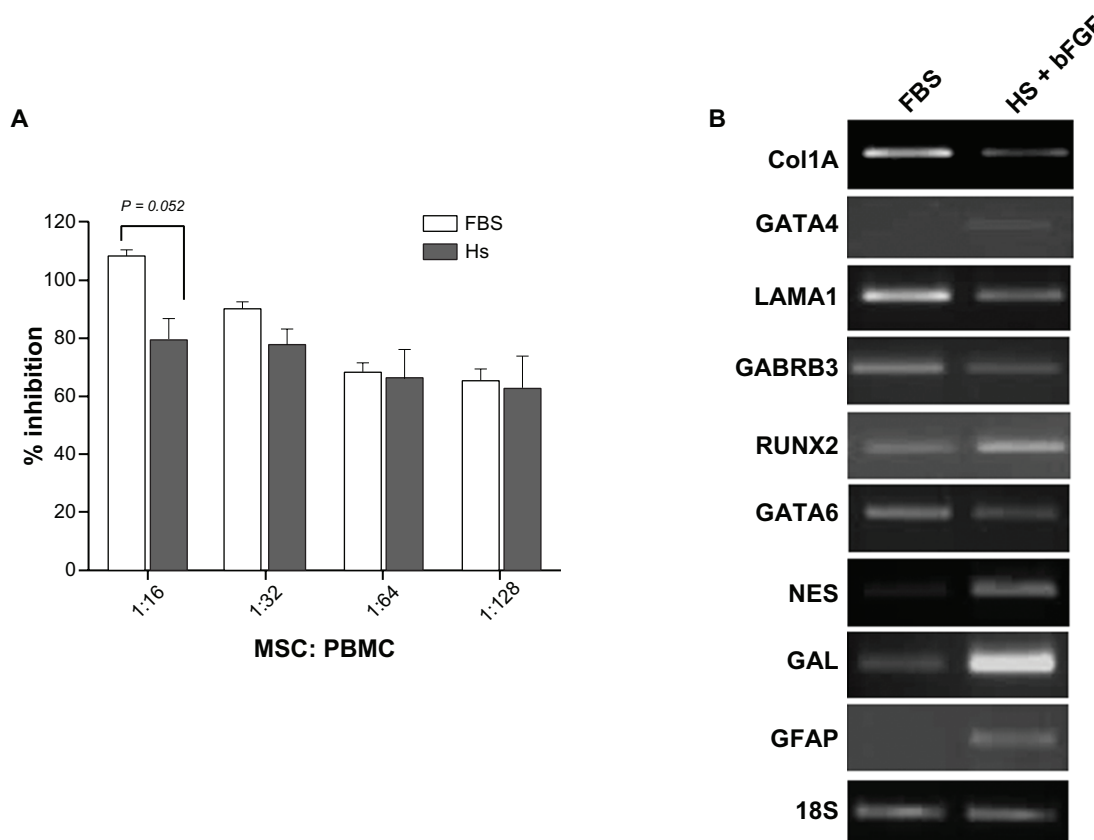 A
P = 0.052
FBS
Hs
% inhibition
120
100
80
60
40
20
0
1:16
1:32
1:64
1:128
MSC: PBMC
B
FBS
HS + bFGF
Col1A
GATA4
LAMA1
GABRB3
RUNX2
GATA6
NES
GAL
GFAP
18S